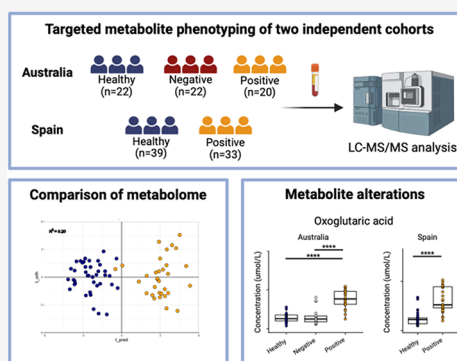 Targeted metabolite phenotyping of two independent cohorts
Australia
Healthy
(n=22)
Negative
(n=22)
Positive
(n=20)
Spain
Healthy
(n=39)
Positive
(n=33)
LC-MS/MS analysis
Comparison of metabolome
t_pred
Metabolite alterations
Oxoglutaric acid
Australia
Spain
Concentration (umol/L)
****
****
Healthy
Negative
Positive
Concentration (umol/L)
****
Healthy
Positive